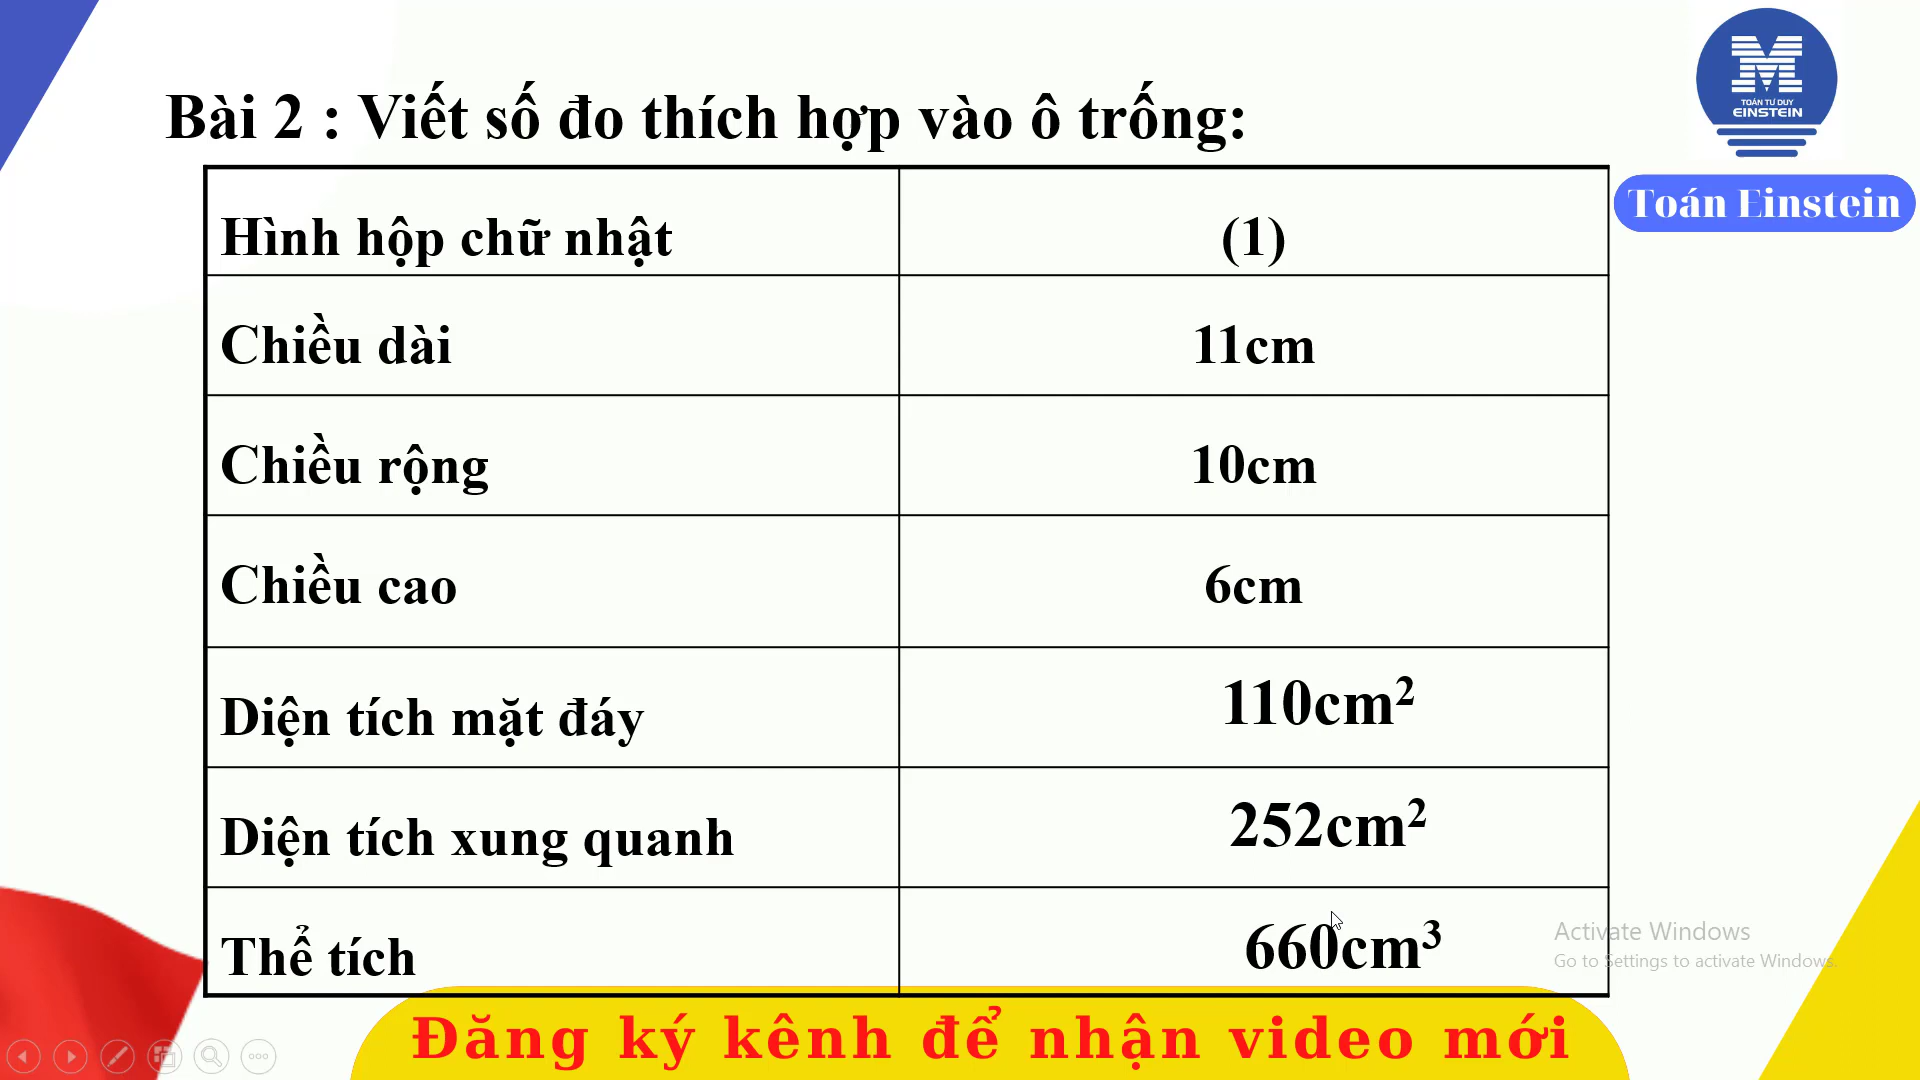 TOÁN TƯ DUY
EINSTEIN
Toán Einstein
Bài 2 : Viết số đo thích hợp vào ô trống:
Hình hộp chữ nhật (1)
Chiều dài 11cm
Chiều rộng 10cm
Chiều cao 6cm
Diện tích mặt đáy 110cm²
Diện tích xung quanh 252cm²
Thể tích 660cm³
Activate Windows
Go to Settings to activate Windows.
Đăng ký kênh để nhận video mới